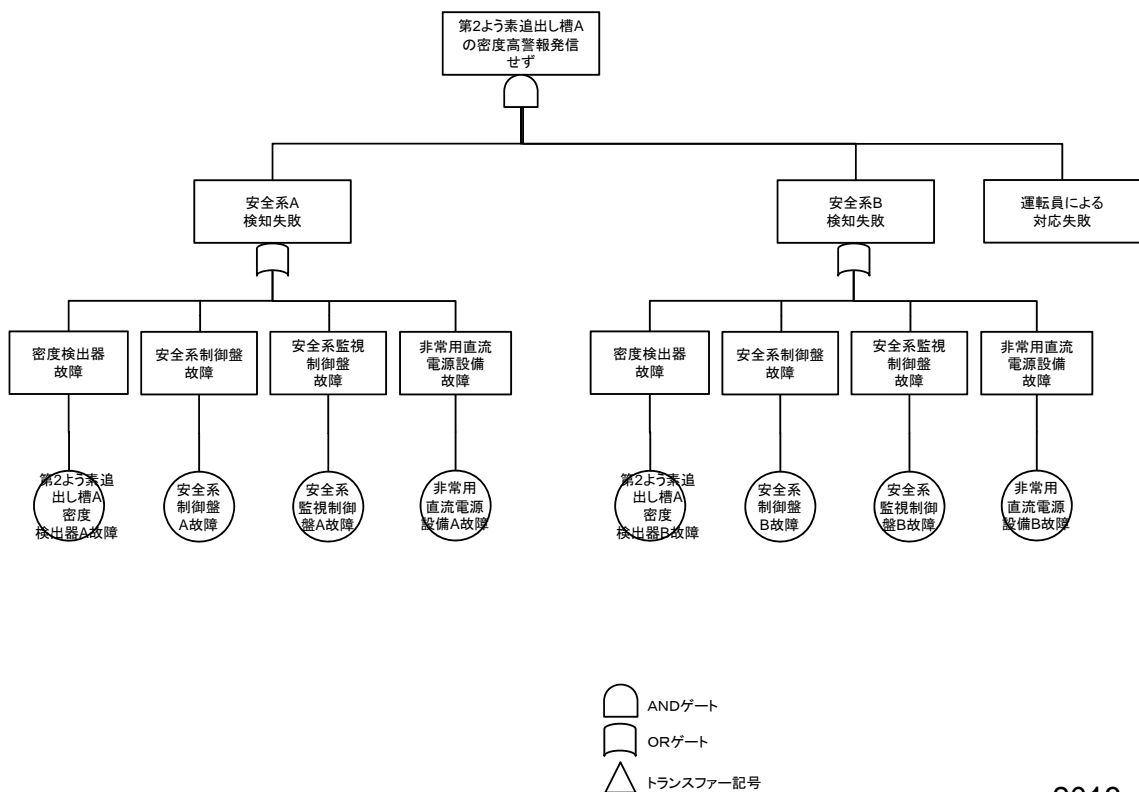 第2よう素追出し槽A
の密度高警報発信
せず
安全系A
検知失敗
安全系B
検知失敗
運転員による
対応失敗
密度検出器
故障
安全系制御盤
故障
安全系監視
制御盤
故障
非常用直流
電源設備
故障
密度検出器
故障
安全系制御盤
故障
安全系監視
制御盤
故障
非常用直流
電源設備
故障
第2よう素追
出し槽A
密度
検出器A故障
安全系
制御盤
A故障
安全系
監視制御
盤A故障
非常用
直流電源
設備A故障
第2よう素追
出し槽A
密度
検出器B故障
安全系
制御盤
B故障
安全系
監視制御
盤B故障
非常用
直流電源
設備B故障
ANDゲート
ORゲート
トランスファー記号